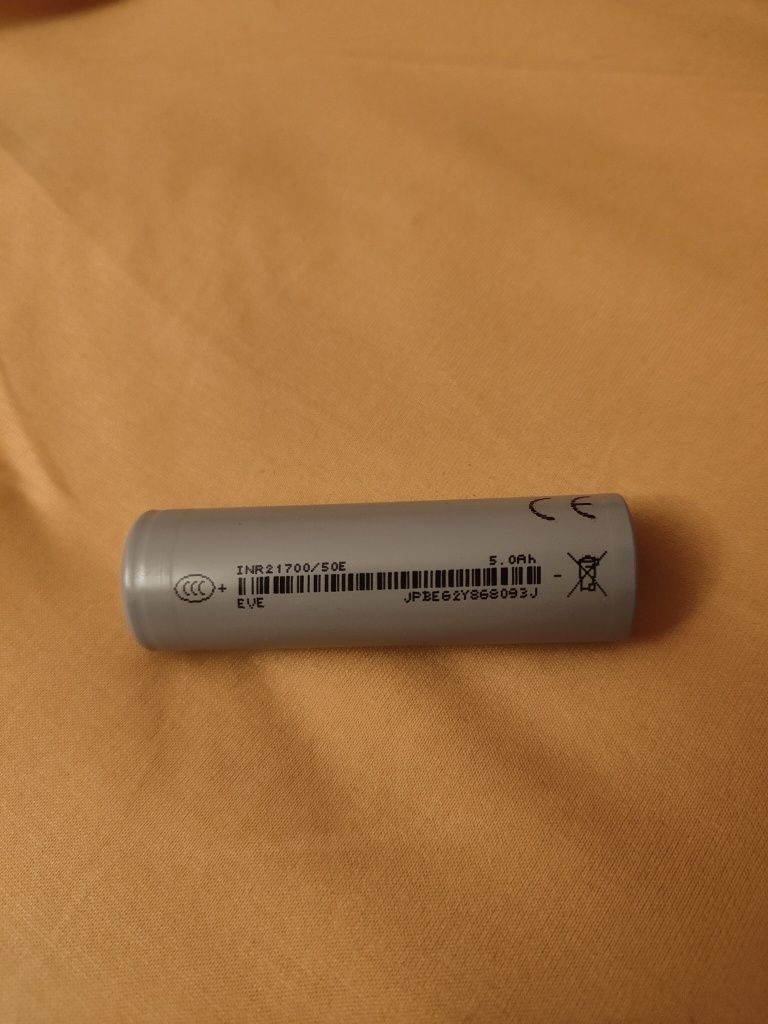 CE
INR21700/50E 5.0Ah
CCC + -
EVE JPBE62Y868093J